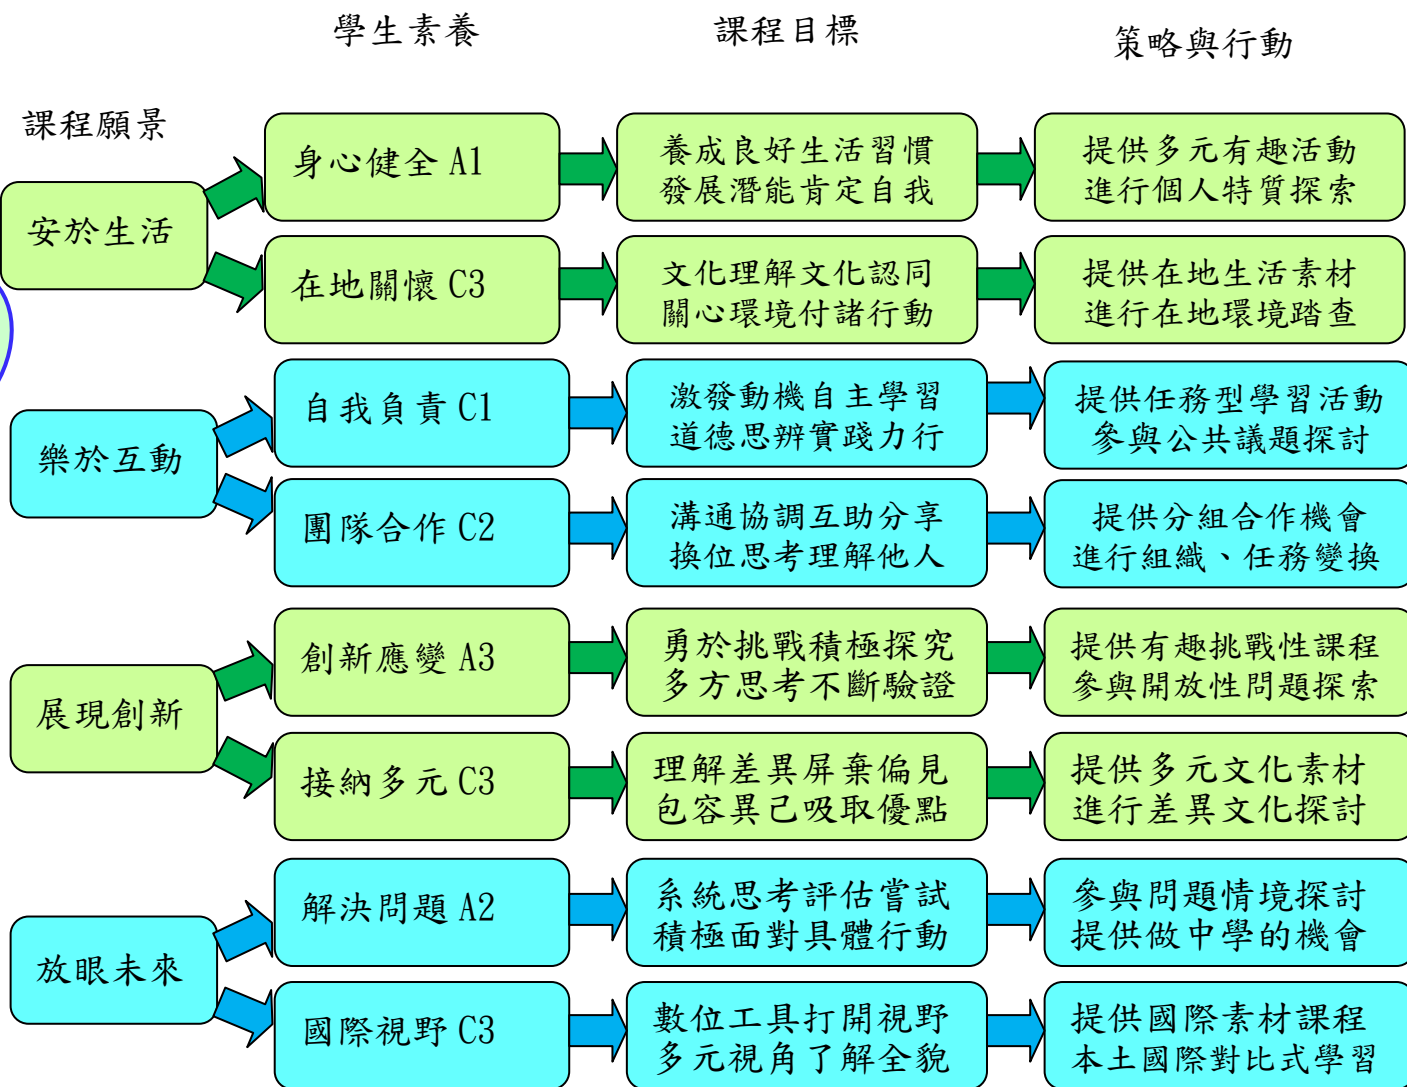 學生素養
課程目標
策略與行動
課程願景
安於生活
身心健全 A1
養成良好生活習慣
發展潛能肯定自我
提供多元有趣活動
進行個人特質探索
在地關懷 C3
文化理解文化認同
關心環境付諸行動
提供在地生活素材
進行在地環境踏查
樂於互動
自我負責 C1
激發動機自主學習
道德思辨實踐力行
提供任務型學習活動
參與公共議題探討
團隊合作 C2
溝通協調互助分享
換位思考理解他人
提供分組合作機會
進行組織、任務變換
展現創新
創新應變 A3
勇於挑戰積極探究
多方思考不斷驗證
提供有趣挑戰性課程
參與開放性問題探索
接納多元 C3
理解差異屏棄偏見
包容異己吸取優點
提供多元文化素材
進行差異文化探討
放眼未來
解決問題 A2
系統思考評估嘗試
積極面對具體行動
參與問題情境探討
提供做中學的機會
國際視野 C3
數位工具打開視野
多元視角了解全貌
提供國際素材課程
本土國際對比式學習